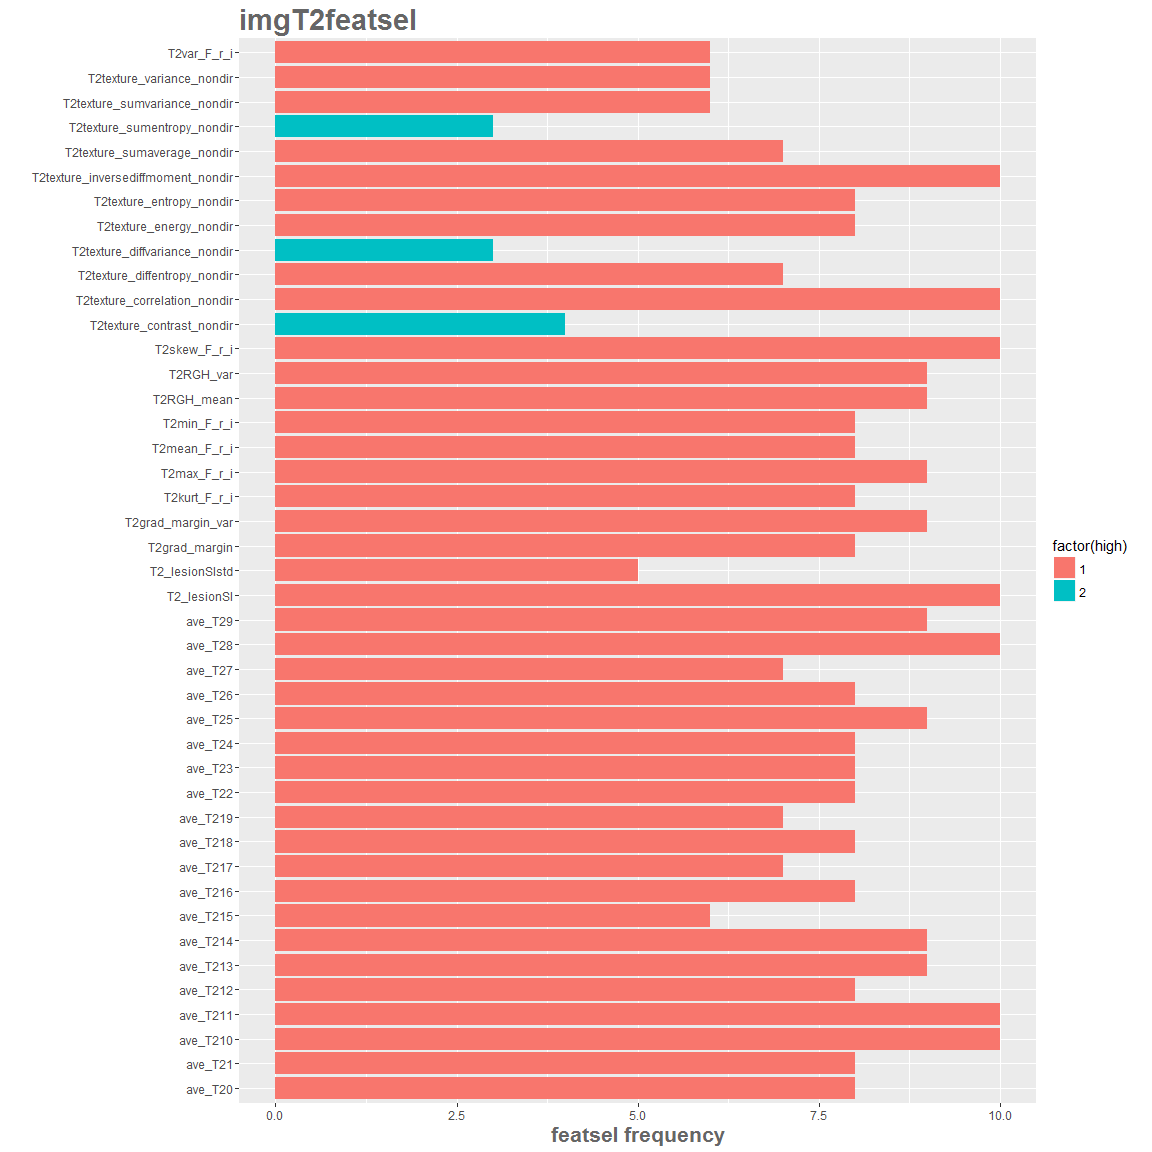 imgT2featsel
T2var_F_r_i
T2texture_variance_nondir
T2texture_sumvariance_nondir
T2texture_sumentropy_nondir
T2texture_sumaverage_nondir
T2texture_inversediffmoment_nondir
T2texture_entropy_nondir
T2texture_energy_nondir
T2texture_diffvariance_nondir
T2texture_diffentropy_nondir
T2texture_correlation_nondir
T2texture_contrast_nondir
T2skew_F_r_i
T2RGH_var
T2RGH_mean
T2min_F_r_i
T2mean_F_r_i
T2max_F_r_i
T2kurt_F_r_i
T2grad_margin_var
T2grad_margin
T2_lesionSIstd
T2_lesionSI
ave_T29
ave_T28
ave_T27
ave_T26
ave_T25
ave_T24
ave_T23
ave_T22
ave_T219
ave_T218
ave_T217
ave_T216
ave_T215
ave_T214
ave_T213
ave_T212
ave_T211
ave_T210
ave_T21
ave_T20
0.0 2.5 5.0 7.5 10.0
featsel frequency
factor(high)
1
2